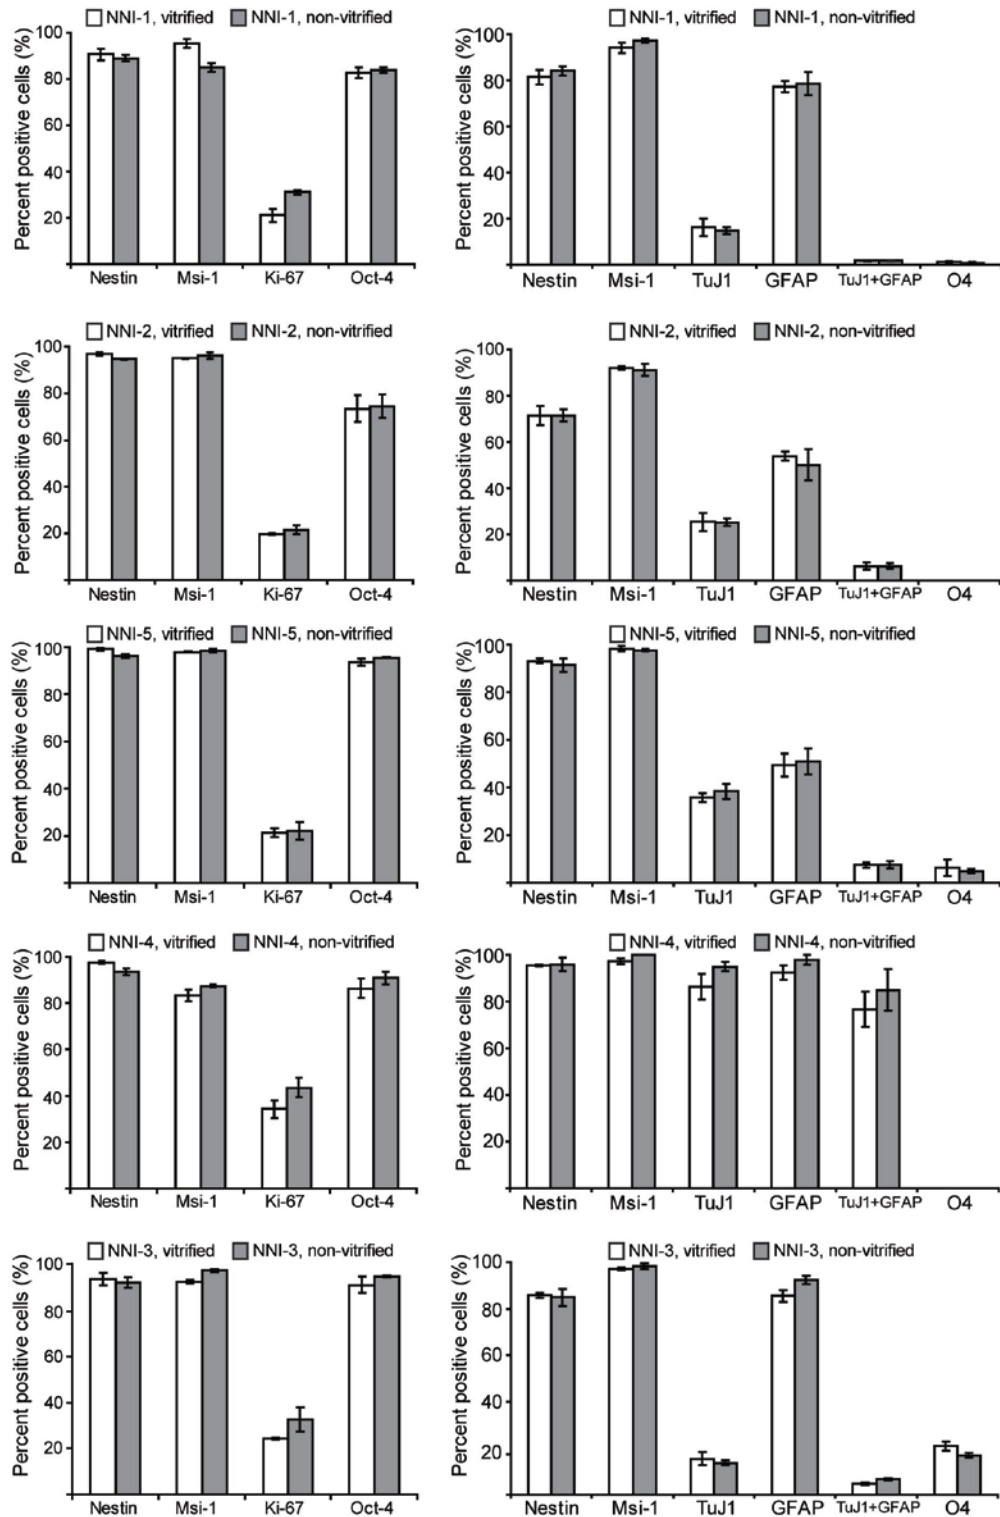 NNI-1, vitrified NNI-1, non-vitrified
Percent positive cells (%)
100
80
60
40
20
Nestin Msi-1 Ki-67 Oct-4
NNI-1, vitrified NNI-1, non-vitrified
Percent positive cells (%)
100
80
60
40
20
Nestin Msi-1 TuJ1 GFAP TuJ1+GFAP O4
NNI-2, vitrified NNI-2, non-vitrified
Percent positive cells (%)
100
80
60
40
20
Nestin Msi-1 Ki-67 Oct-4
NNI-2, vitrified NNI-2, non-vitrified
Percent positive cells (%)
100
80
60
40
20
Nestin Msi-1 TuJ1 GFAP TuJ1+GFAP O4
NNI-5, vitrified NNI-5, non-vitrified
Percent positive cells (%)
100
80
60
40
20
Nestin Msi-1 Ki-67 Oct-4
NNI-5, vitrified NNI-5, non-vitrified
Percent positive cells (%)
100
80
60
40
20
Nestin Msi-1 TuJ1 GFAP TuJ1+GFAP O4
NNI-4, vitrified NNI-4, non-vitrified
Percent positive cells (%)
100
80
60
40
20
Nestin Msi-1 Ki-67 Oct-4
NNI-4, vitrified NNI-4, non-vitrified
Percent positive cells (%)
100
80
60
40
20
Nestin Msi-1 TuJ1 GFAP TuJ1+GFAP O4
NNI-3, vitrified NNI-3, non-vitrified
Percent positive cells (%)
100
80
60
40
20
Nestin Msi-1 Ki-67 Oct-4
NNI-3, vitrified NNI-3, non-vitrified
Percent positive cells (%)
100
80
60
40
20
Nestin Msi-1 TuJ1 GFAP TuJ1+GFAP O4